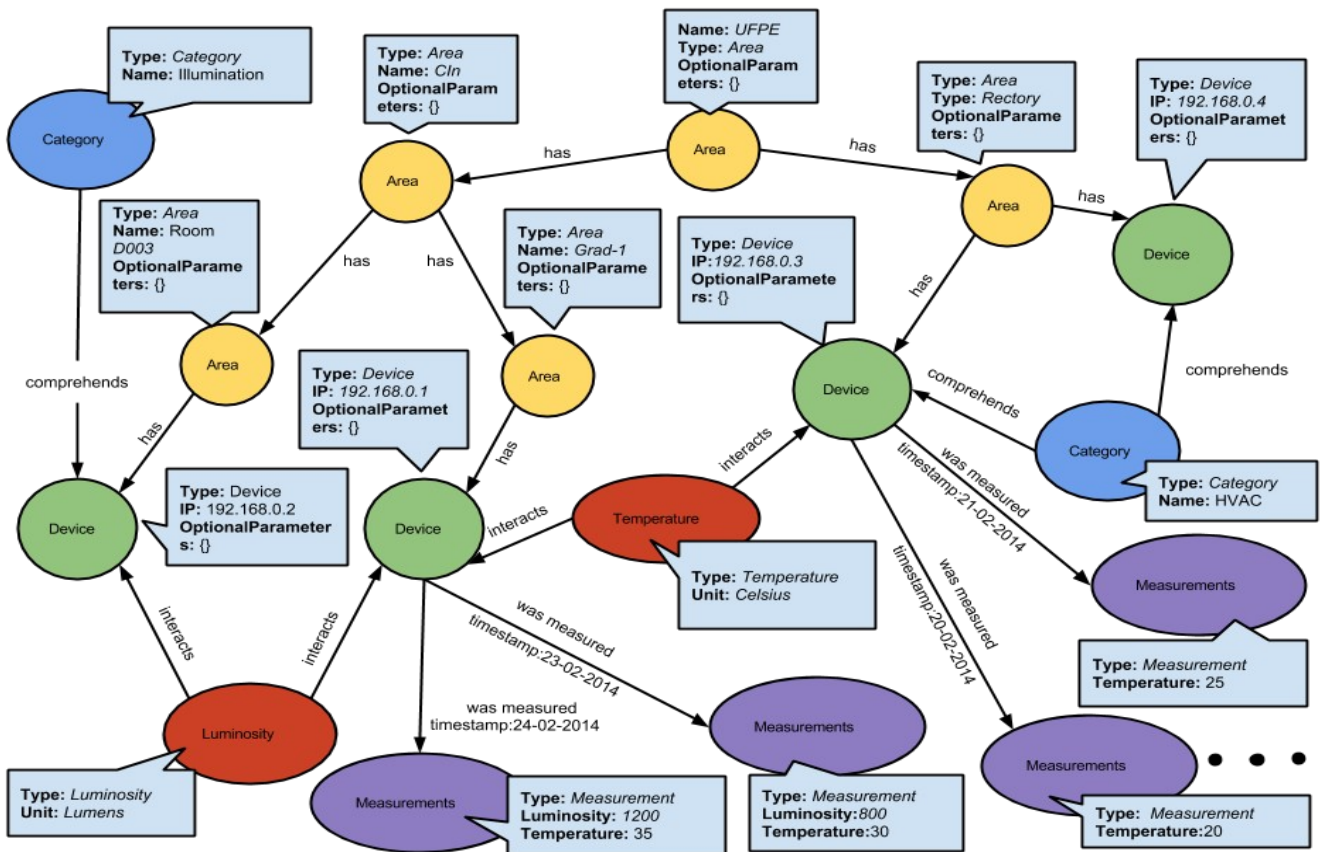 Type: Category
Name: Illumination
Category
Type: Area
Name: CIn
OptionalParam
eters: {}
Area
Name: UFPE
Type: Area
OptionalParam
eters: {}
Area
has
has
Type: Area
Type: Rectory
OptionalParame
ters: {}
Area
Type: Device
IP: 192.168.0.4
OptionalParamet
ers: {}
has
Device
Type: Area
Name: Room
D003
OptionalParame
ters: {}
has
has
Type: Area
Name: Grad-1
OptionalParame
ters: {}
Type: Device
IP:192.168.0.3
OptionalParamete
rs: {}
has
Area
comprehends
Type: Device
IP: 192.168.0.1
OptionalParamet
ers: {}
Area
Device
comprehends
comprehends
Category
Type: Category
Name: HVAC
has
has
Device
Type: Device
IP: 192.168.0.2
OptionalParameter
s: {}
Device
interacts
Temperature
interacts
Type: Temperature
Unit: Celsius
was measured
timestamp:21-02-2014
was measured
timestamp:20-02-2014
Measurements
Type: Measurement
Temperature: 25
interacts
interacts
was measured
timestamp:23-02-2014
was measured
timestamp:24-02-2014
Luminosity
Type: Luminosity
Unit: Lumens
Measurements
Type: Measurement
Luminosity: 1200
Temperature: 35
Measurements
Type: Measurement
Luminosity:800
Temperature:30
Measurements
Type: Measurement
Temperature:20